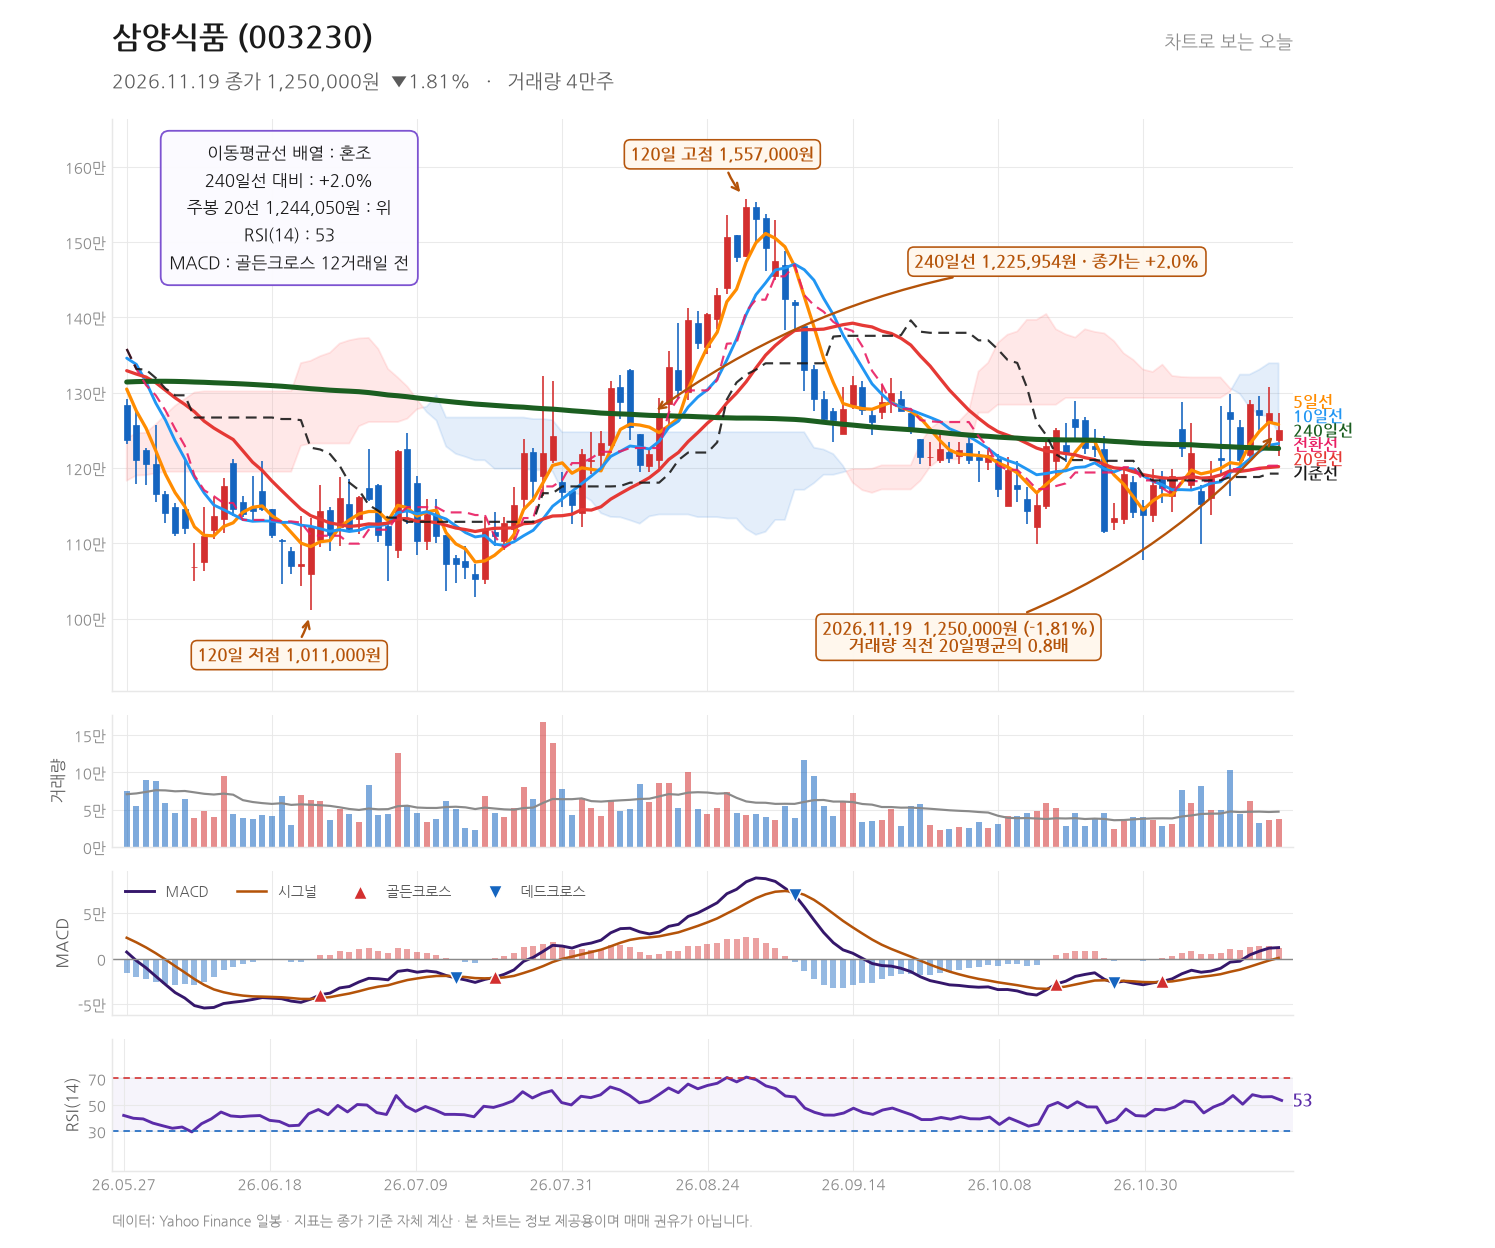 삼양식품 (003230)
차트로 보는 오늘
2026.11.19 종가 1,250,000원 ▼1.81% · 거래량 4만주
이동평균선 배열 : 혼조
240일선 대비 : +2.0%
주봉 20선 1,244,050원 : 위
RSI(14) : 53
MACD : 골든크로스 12거래일 전
120일 고점 1,557,000원
240일선 1,225,954원 · 종가는 +2.0%
160만
150만
140만
130만
120만
110만
100만
5일선
10일선
240일선
전환선
20일선
기준선
120일 저점 1,011,000원
2026.11.19 1,250,000원 (-1.81%)
거래량 직전 20일평균의 0.8배
거래량
15만
10만
5만
0만
MACD
MACD 시그널 골든크로스 데드크로스
5만
0
-5만
RSI(14)
70
50
30
53
26.05.27 26.06.18 26.07.09 26.07.31 26.08.24 26.09.14 26.10.08 26.10.30
데이터: Yahoo Finance 일봉 · 지표는 종가 기준 자체 계산 · 본 차트는 정보 제공용이며 매매 권유가 아닙니다.